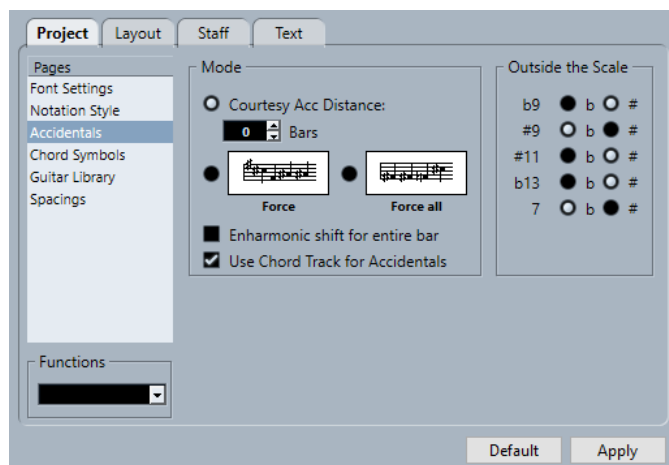 Project Layout Staff Text
Pages
Font Settings
Notation Style
Accidentals
Chord Symbols
Guitar Library
Spacings
Functions
Mode
Courtesy Acc Distance:
0 Bars
Force Force all
Enharmonic shift for entire bar
Use Chord Track for Accidentals
Outside the Scale
b9 b #
#9 b #
#11 b #
b13 b #
7 b #
Default Apply